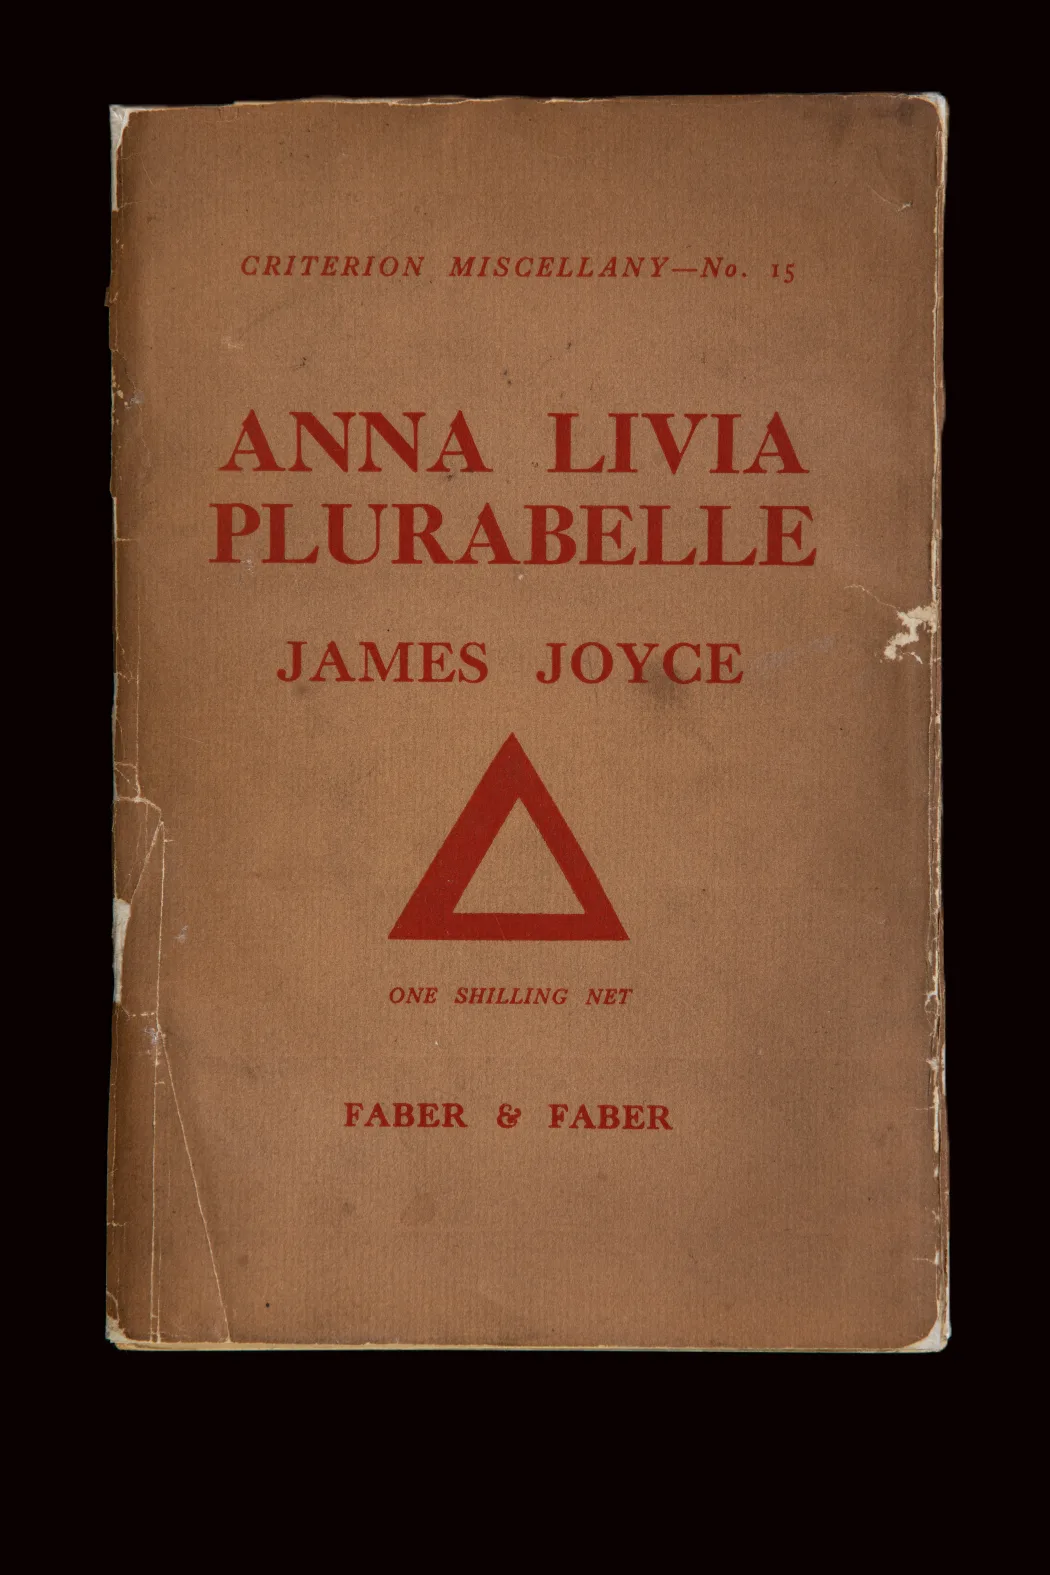 CRITERION MISCELLANY—No. 15
ANNA LIVIA
PLURABELLE
JAMES JOYCE
ONE SHILLING NET
FABER & FABER